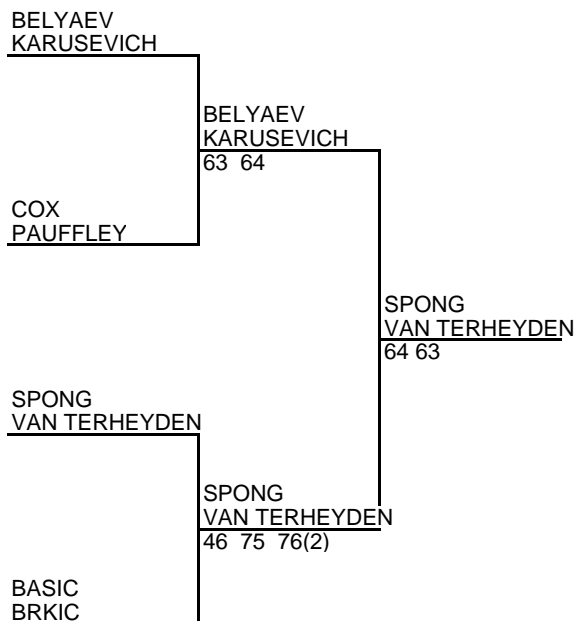 BELYAEV
KARUSEVICH
BELYAEV
KARUSEVICH
63 64
COX
PAUFFLEY
SPONG
VAN TERHEYDEN
64 63
SPONG
VAN TERHEYDEN
SPONG
VAN TERHEYDEN
46 75 76(2)
BASIC
BRKIC